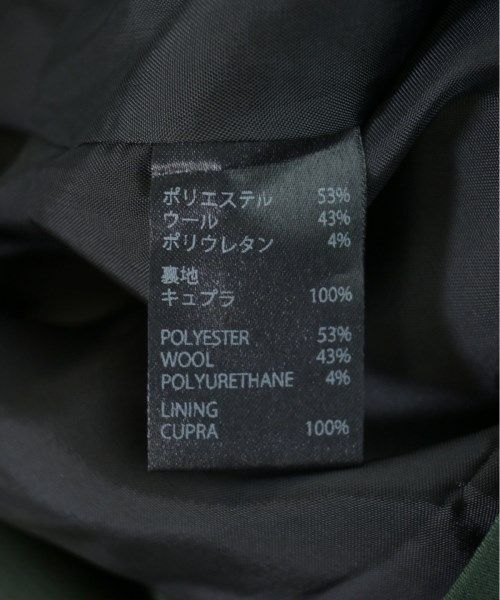 ポリエステル 53%
ウール 43%
ポリウレタン 4%
裏地
キュプラ 100%
POLYESTER 53%
WOOL 43%
POLYURETHANE 4%
LINING
CUPRA 100%